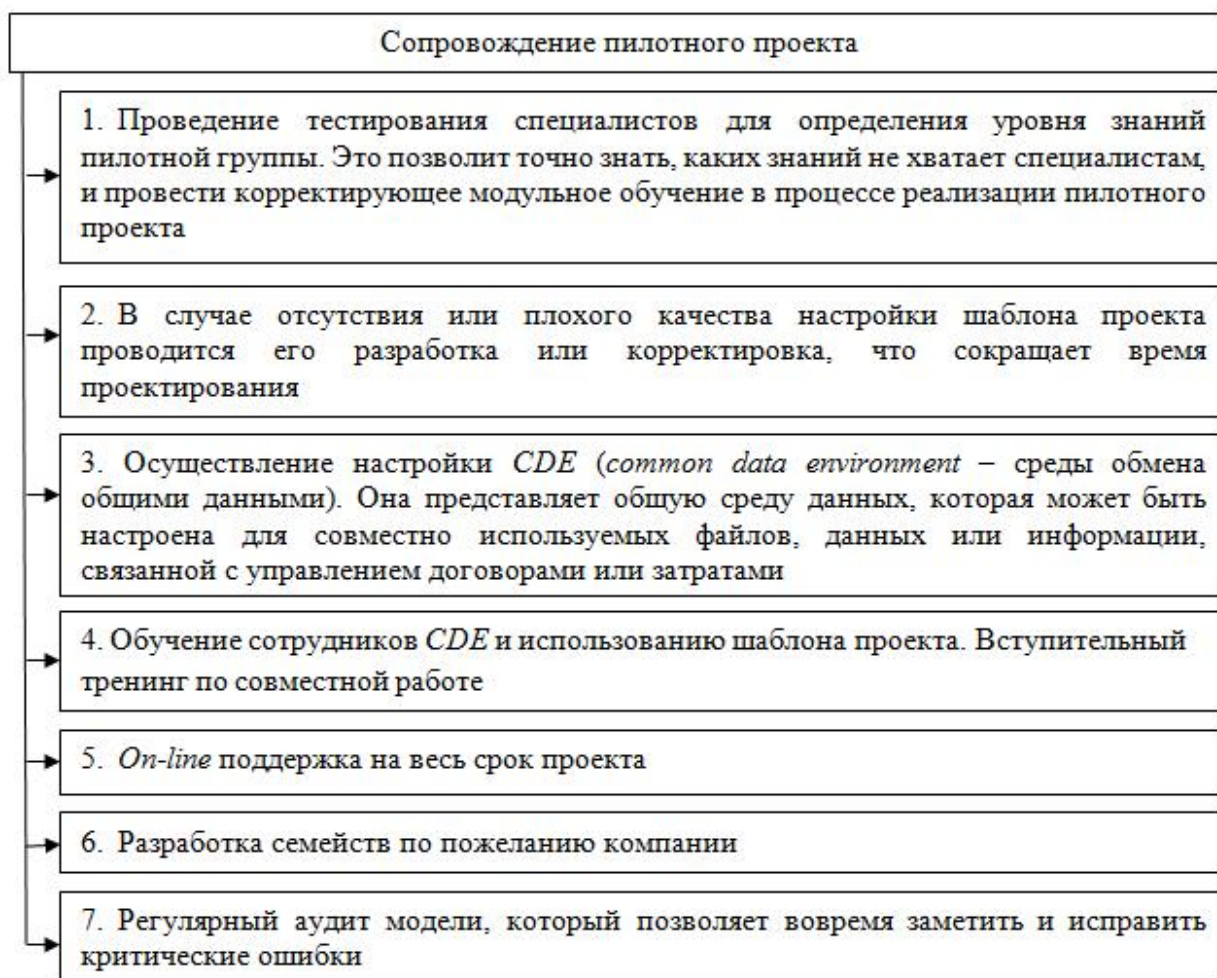 Сопровождение пилотного проекта
1. Проведение тестирования специалистов для определения уровня знаний
пилотной группы. Это позволит точно знать, каких знаний не хватает специалистам,
и провести корректирующее модульное обучение в процессе реализации пилотного
проекта
2. В случае отсутствия или плохого качества настройки шаблона проекта
проводится его разработка или корректировка, что сокращает время
проектирования
3. Осуществление настройки CDE (common data environment – среды обмена
общими данными). Она представляет общую среду данных, которая может быть
настроена для совместно используемых файлов, данных или информации,
связанной с управлением договорами или затратами
4. Обучение сотрудников CDE и использованию шаблона проекта. Вступительный
тренинг по совместной работе
5. On-line поддержка на весь срок проекта
6. Разработка семейств по пожеланию компании
7. Регулярный аудит модели, который позволяет вовремя заметить и исправить
критические ошибки